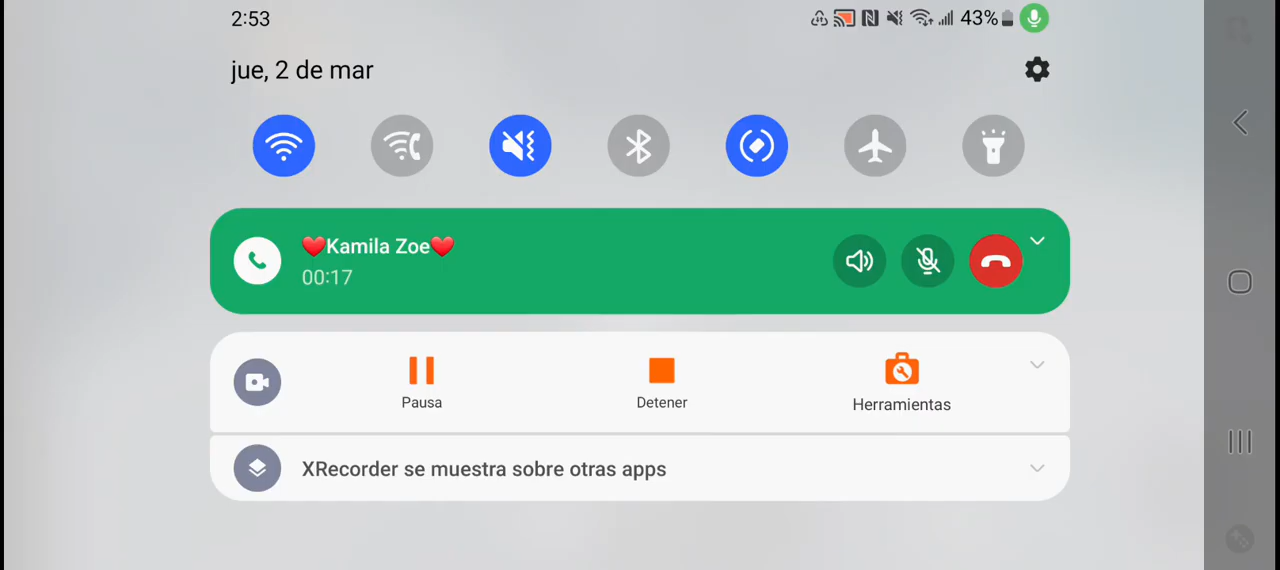 2:53
43%
jue, 2 de mar
❤️Kamila Zoe❤️
00:17
Pausa
Detener
Herramientas
XRecorder se muestra sobre otras apps